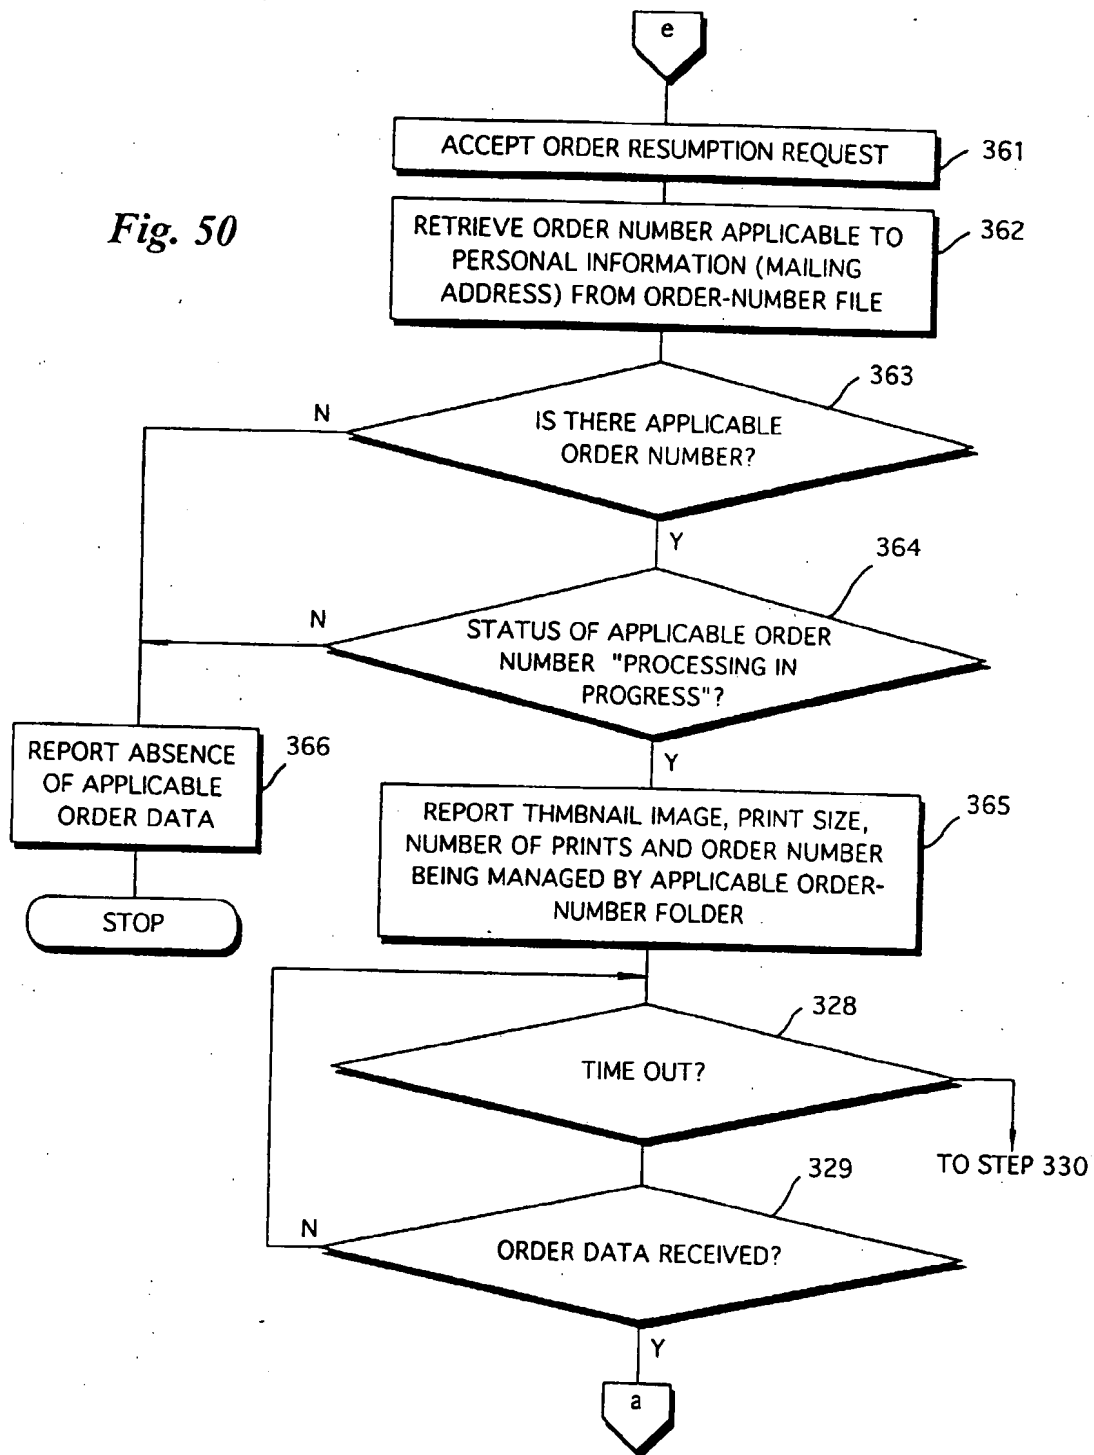 e
ACCEPT ORDER RESUMPTION REQUEST
361
Fig. 50
RETRIEVE ORDER NUMBER APPLICABLE TO
PERSONAL INFORMATION (MAILING
ADDRESS) FROM ORDER-NUMBER FILE
362
363
N
IS THERE APPLICABLE
ORDER NUMBER?
Y
364
N
STATUS OF APPLICABLE ORDER
NUMBER "PROCESSING IN
PROGRESS"?
Y
REPORT ABSENCE
OF APPLICABLE
ORDER DATA
366
STOP
REPORT THMBNAIL IMAGE, PRINT SIZE,
NUMBER OF PRINTS AND ORDER NUMBER
BEING MANAGED BY APPLICABLE ORDER-
NUMBER FOLDER
365
328
TIME OUT?
TO STEP 330
329
N
ORDER DATA RECEIVED?
Y
a